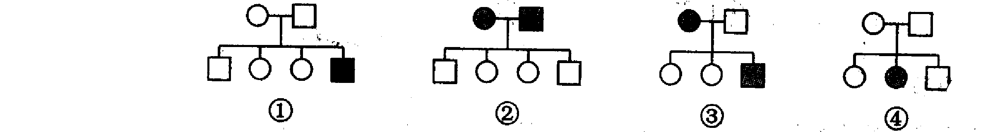 ① ② ③ ④